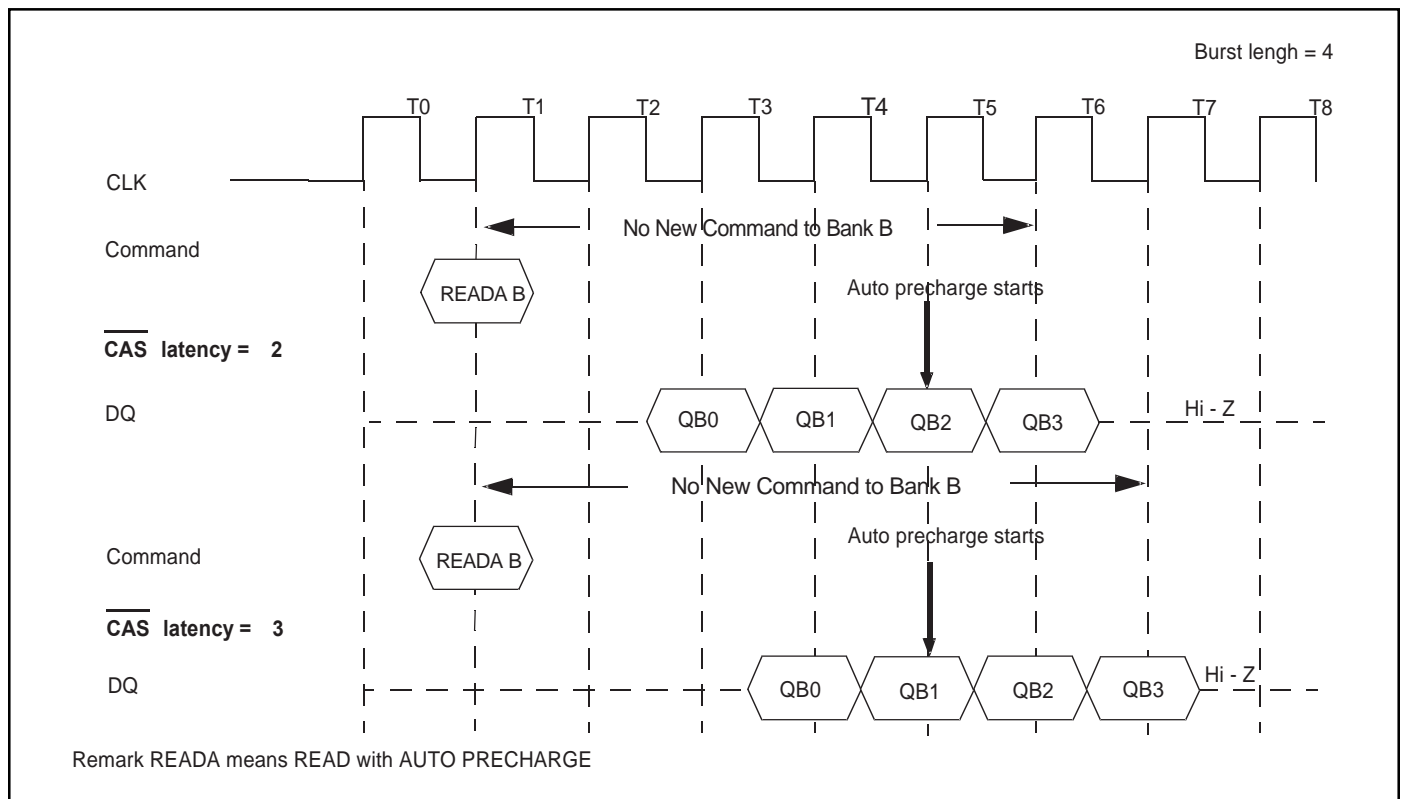 Burst lengh = 4
T0 T1 T2 T3 T4 T5 T6 T7 T8
CLK
No New Command to Bank B
Command
Auto precharge starts
READA B
CAS latency = 2
DQ
QB0 QB1 QB2 QB3 Hi - Z
No New Command to Bank B
Auto precharge starts
Command
READA B
CAS latency = 3
DQ
QB0 QB1 QB2 QB3 Hi - Z
Remark READA means READ with AUTO PRECHARGE